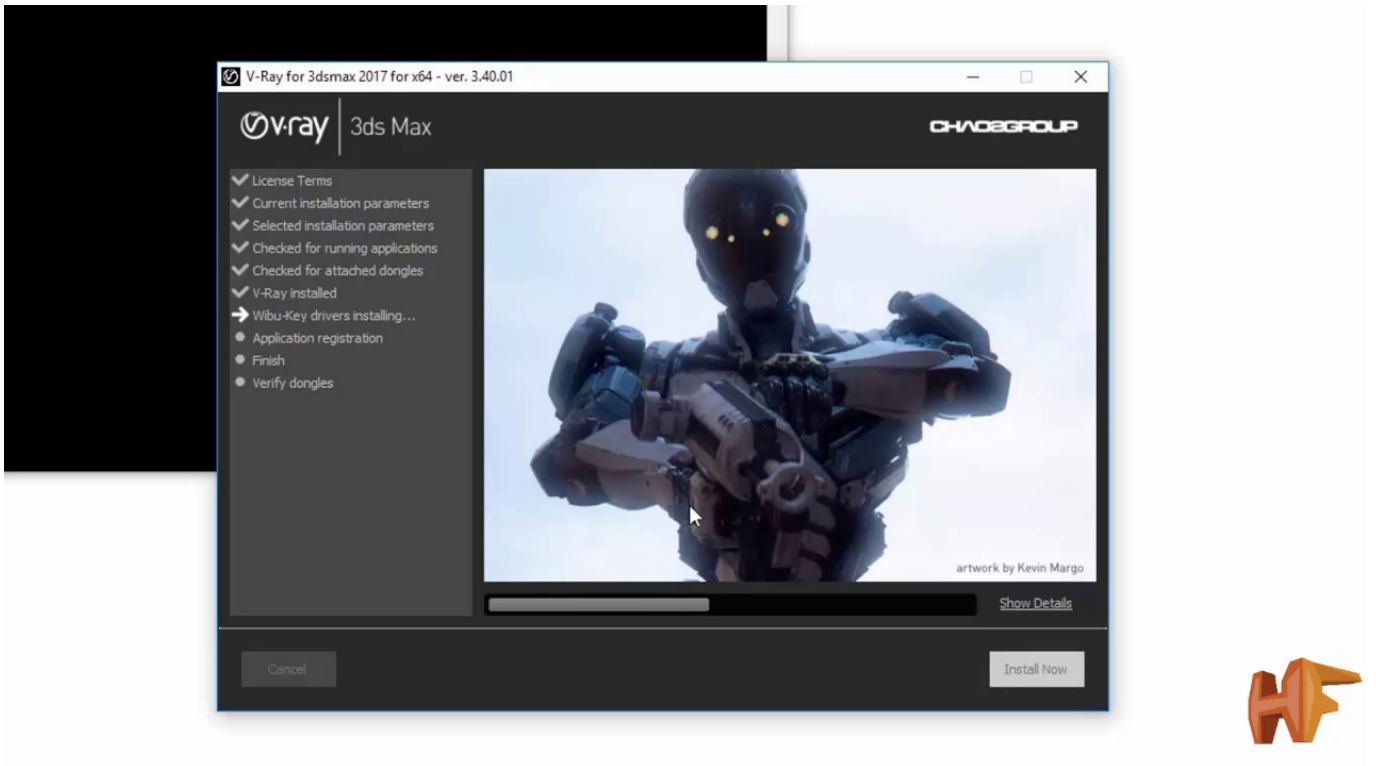 V-Ray for 3dsmax 2017 for x64 - ver. 3.40.01
v·ray 3ds Max
CHAOSGROUP
License Terms
Current installation parameters
Selected installation parameters
Checked for running applications
Checked for attached dongles
V-Ray installed
Wibu-Key drivers installing...
Application registration
Finish
Verify dongles
artwork by Kevin Margo
Show Details
Cancel
Install Now
HF